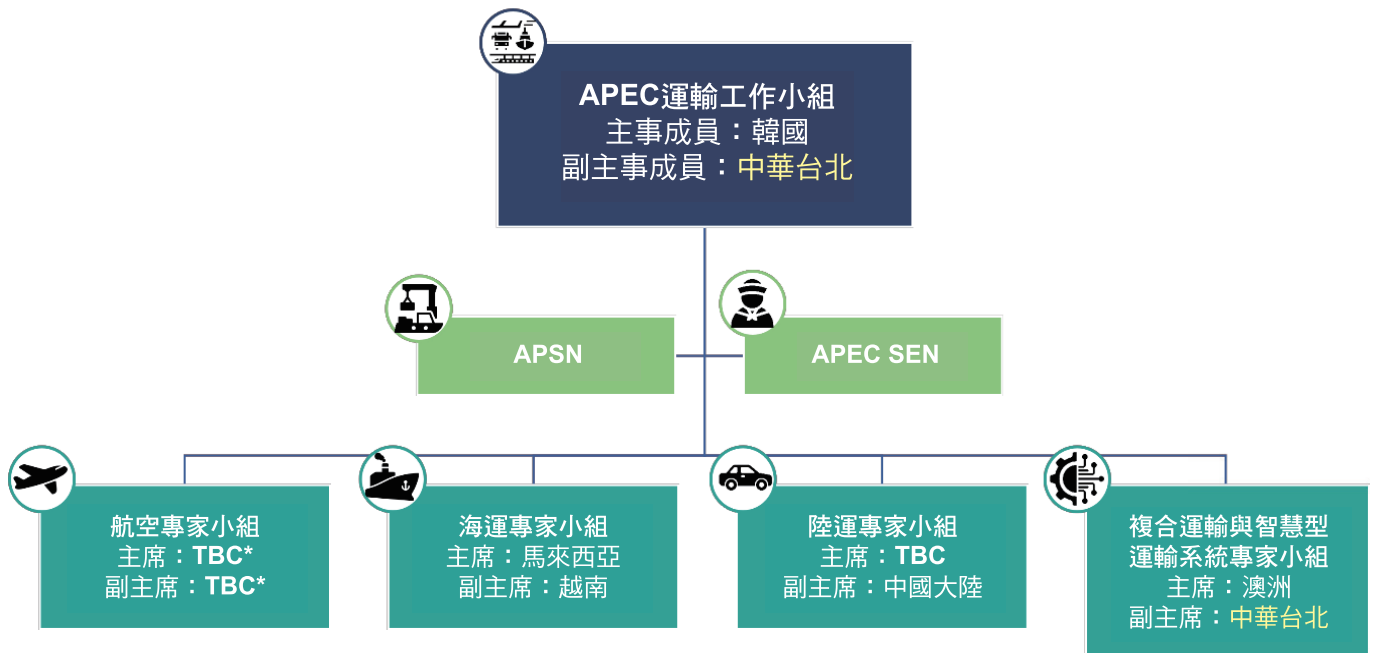 APEC運輸工作小組
主事成員：韓國
副主事成員：中華台北
APSN
APEC SEN
航空專家小組
主席：TBC*
副主席：TBC*
海運專家小組
主席：馬來西亞
副主席：越南
陸運專家小組
主席：TBC
副主席：中國大陸
複合運輸與智慧型
運輸系統專家小組
主席：澳洲
副主席：中華台北